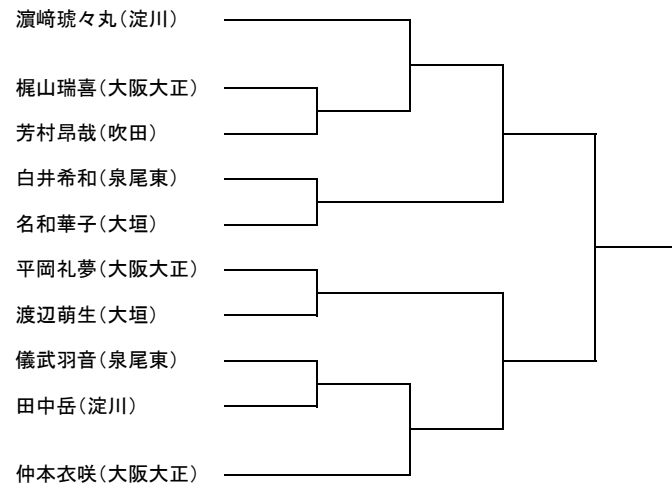 濵﨑琥々丸（淀川）
梶山瑞喜（大阪大正）
芳村昂哉（吹田）
白井希和（泉尾東）
名和華子（大垣）
平岡礼夢（大阪大正）
渡辺萌生（大垣）
儀武羽音（泉尾東）
田中岳（淀川）
仲本衣咲（大阪大正）